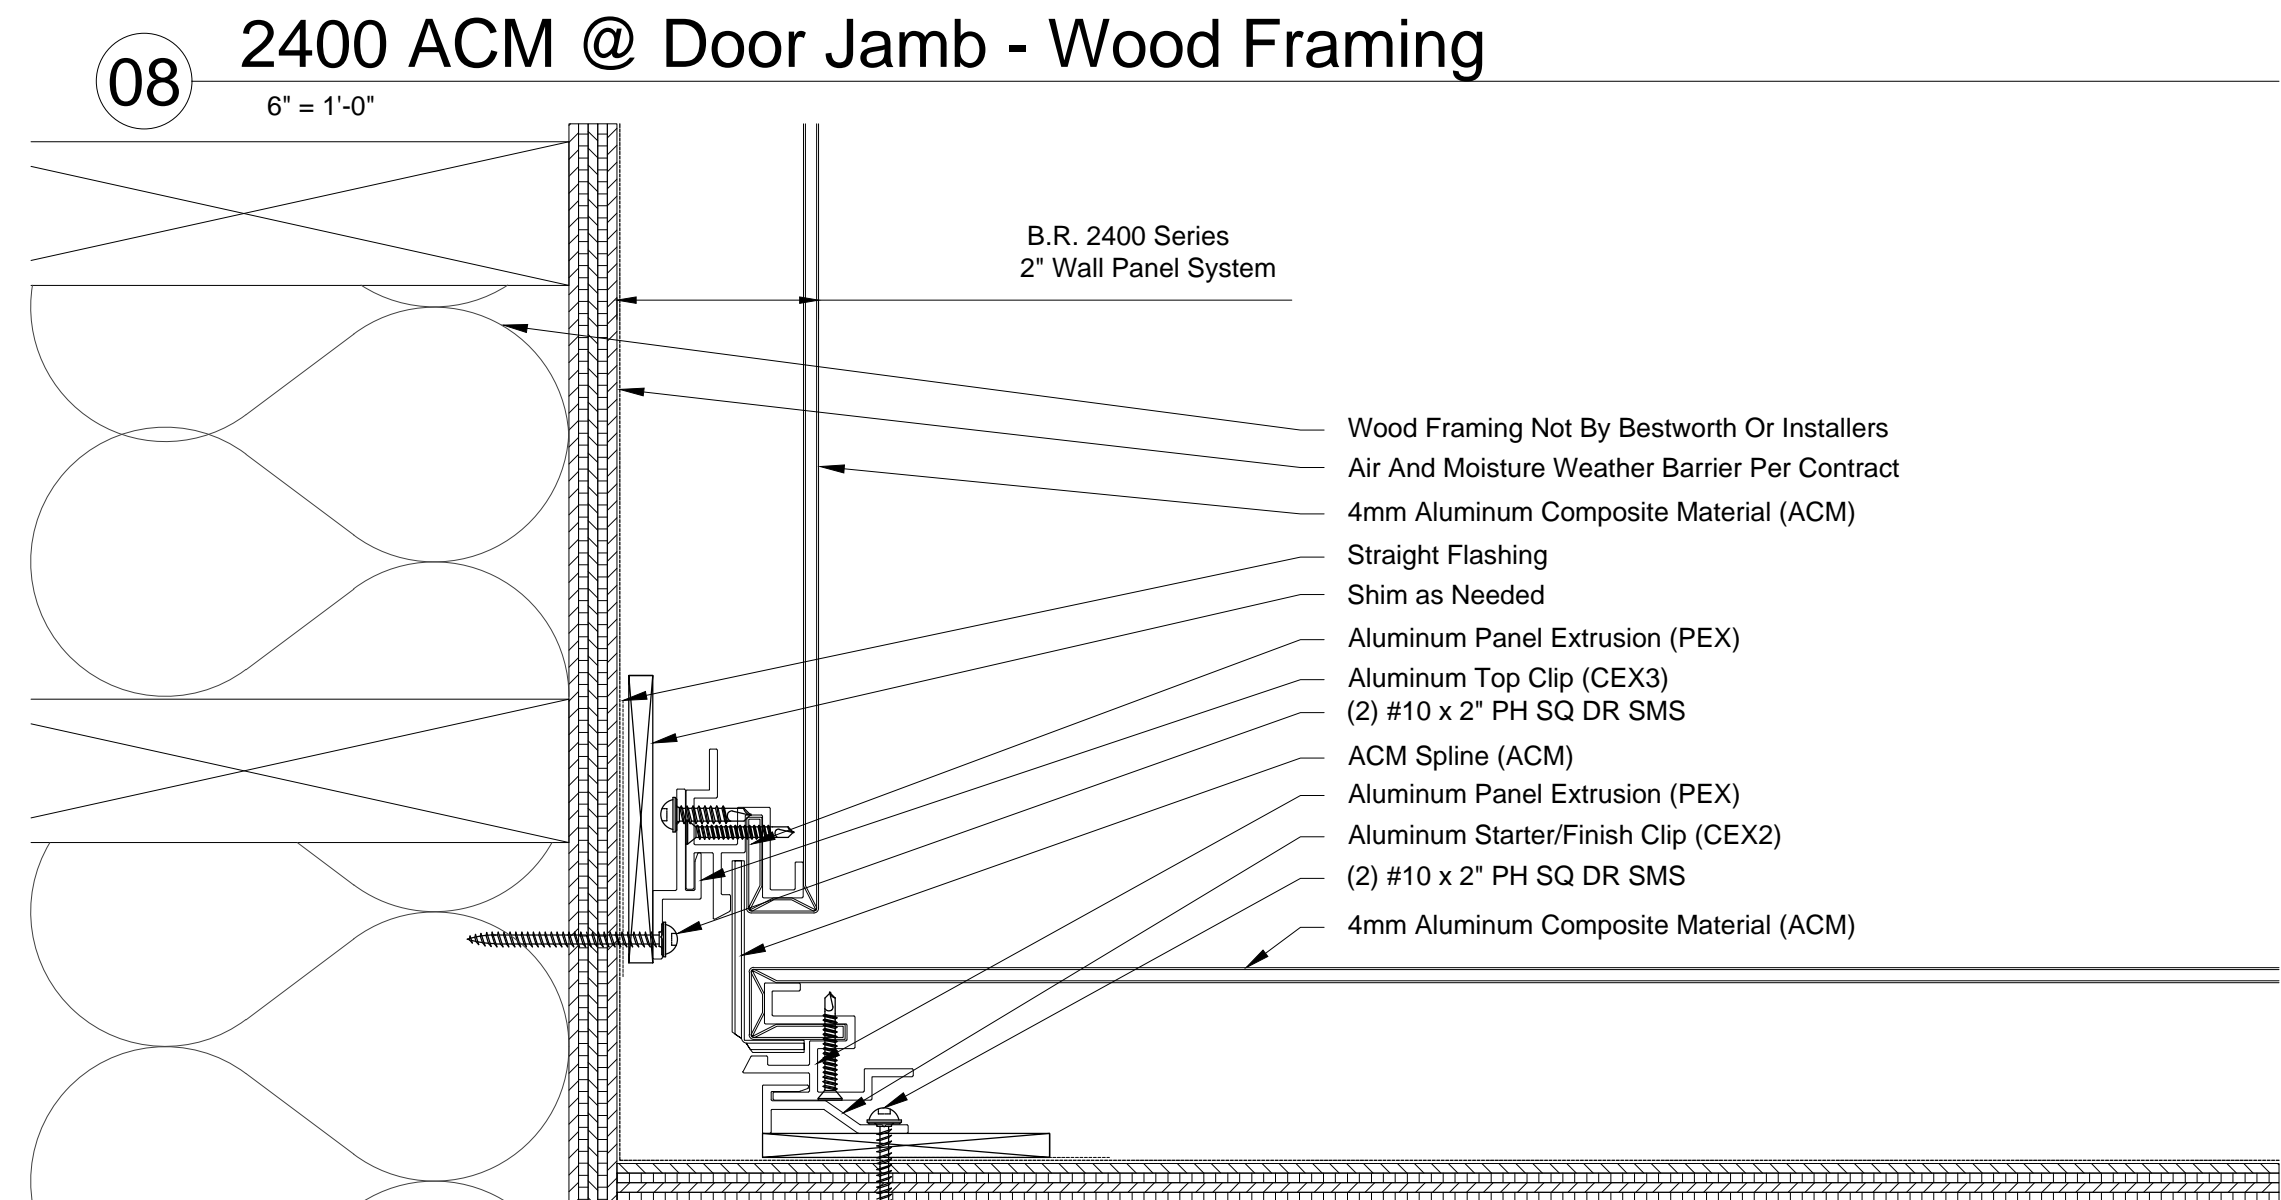 08
2400 ACM @ Door Jamb - Wood Framing
6" = 1'-0"
B.R. 2400 Series
2" Wall Panel System
Wood Framing Not By Bestworth Or Installers
Air And Moisture Weather Barrier Per Contract
4mm Aluminum Composite Material (ACM)
Straight Flashing
Shim as Needed
Aluminum Panel Extrusion (PEX)
Aluminum Top Clip (CEX3)
(2) #10 x 2" PH SQ DR SMS
ACM Spline (ACM)
Aluminum Panel Extrusion (PEX)
Aluminum Starter/Finish Clip (CEX2)
(2) #10 x 2" PH SQ DR SMS
4mm Aluminum Composite Material (ACM)